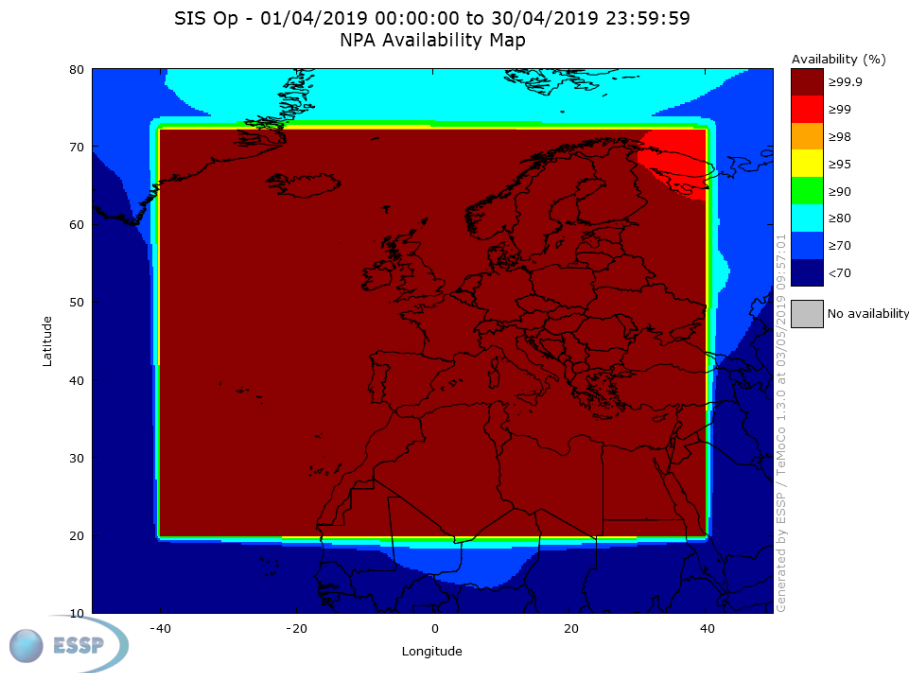 SIS Op - 01/04/2019 00:00:00 to 30/04/2019 23:59:59
NPA Availability Map
Availability (%)
≥99.9
≥99
≥98
≥95
≥90
≥80
≥70
<70
No availability
80
70
60
50
40
30
20
10
Latitude
-40
-20
0
20
40
Longitude
Generated by ESSP / TeMoCo 1.3.0 at 03/05/2019 09:57:01
ESSP